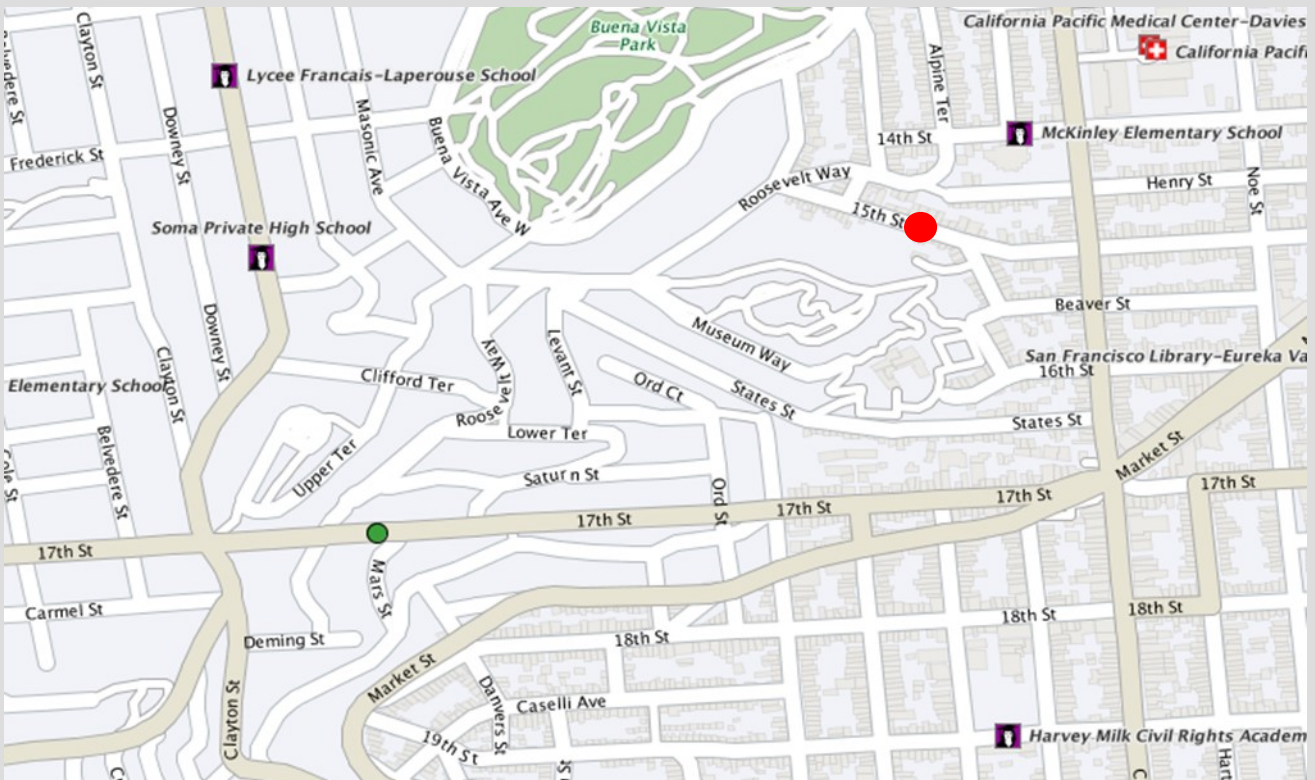 Buena Vista
Park
California Pacific Medical Center–Davies
California Pacifi
Clayton St
Lycee Francais–Laperouse School
Alpine Ter
Downey St
Masonic Ave
Buena Vista Ave W
14th St
McKinley Elementary School
Frederick St
Roosevelt Way
Henry St
Noe St
15th St
Soma Private High School
Downey St
Beaver St
Museum Way
Levant St
Clayton St
San Francisco Library–Eureka Va
16th St
Elementary School
Clifford Ter
Ord Ct
States St
Roosevelt Way
Lower Ter
States St
Belvedere St
Upper Ter
Saturn St
Market St
Ord St
17th St
17th St
17th St
17th St
17th St
Cole St
Mars St
Carmel St
18th St
18th St
18th St
Deming St
Market St
Clayton St
Danvers St
Caselli Ave
19th St
Harvey Milk Civil Rights Academ
Hart